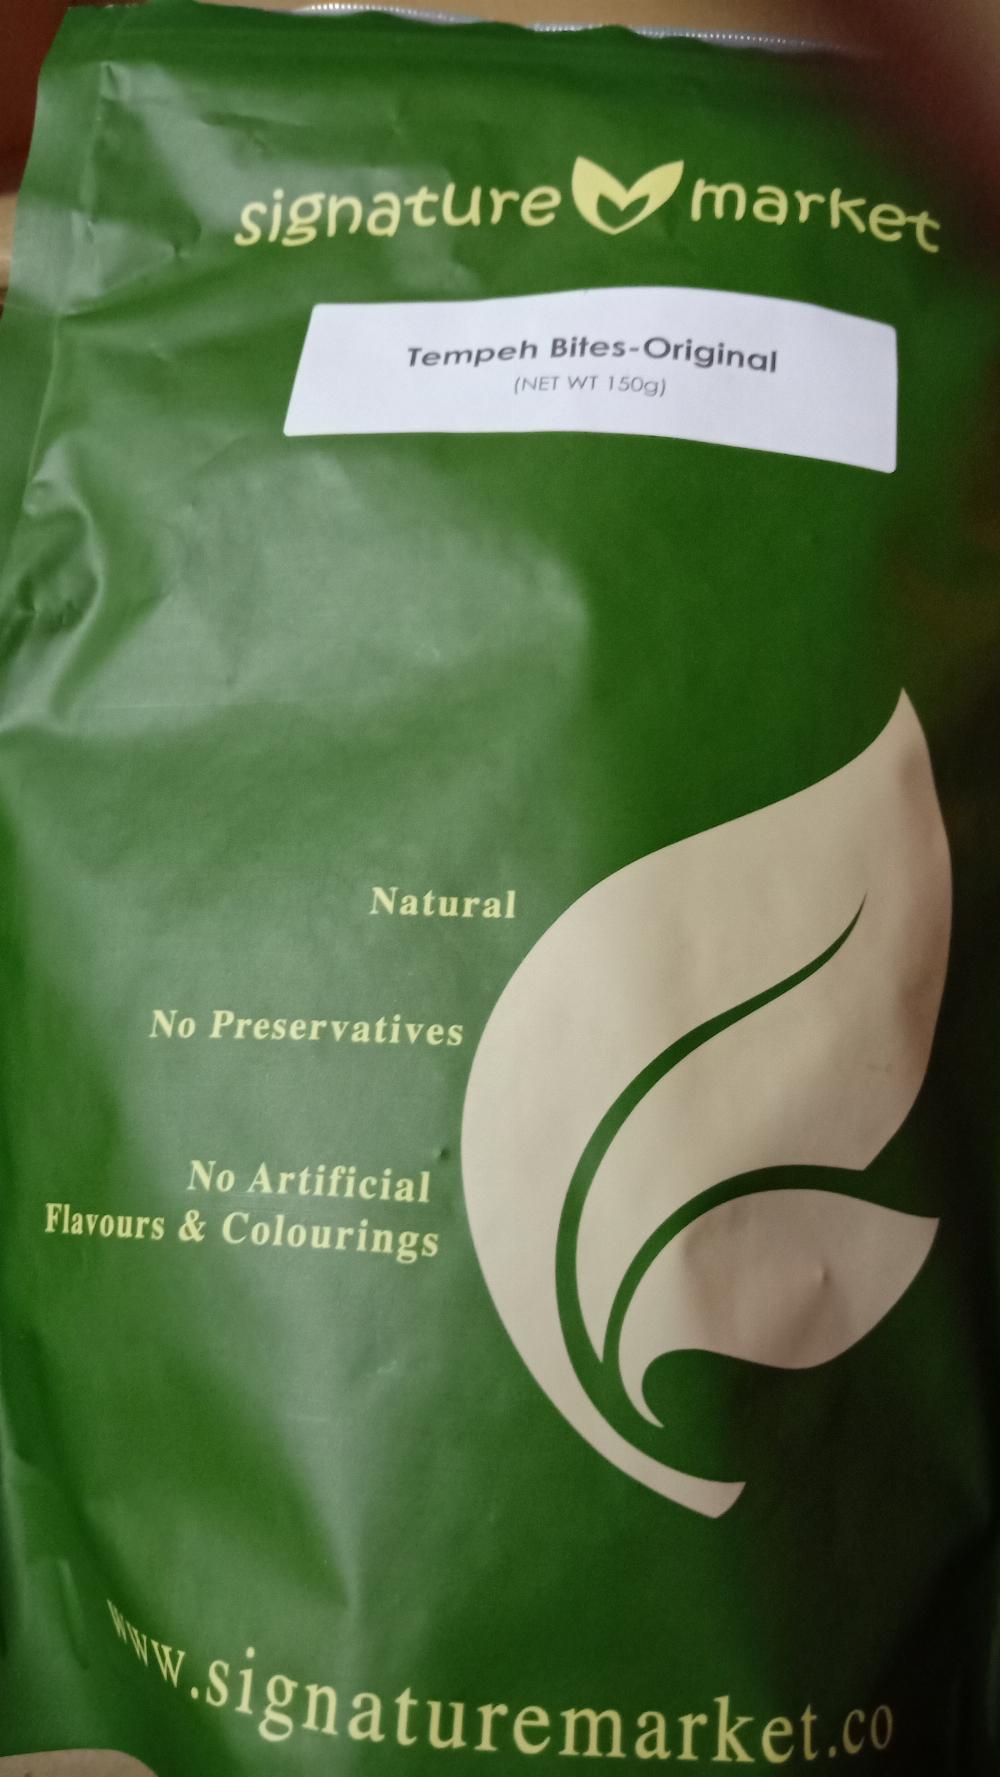 signature market
Tempeh Bites-Original
(NET WT 150g)
Natural
No Preservatives
No Artificial
Flavours & Colourings
www.signaturemarket.co